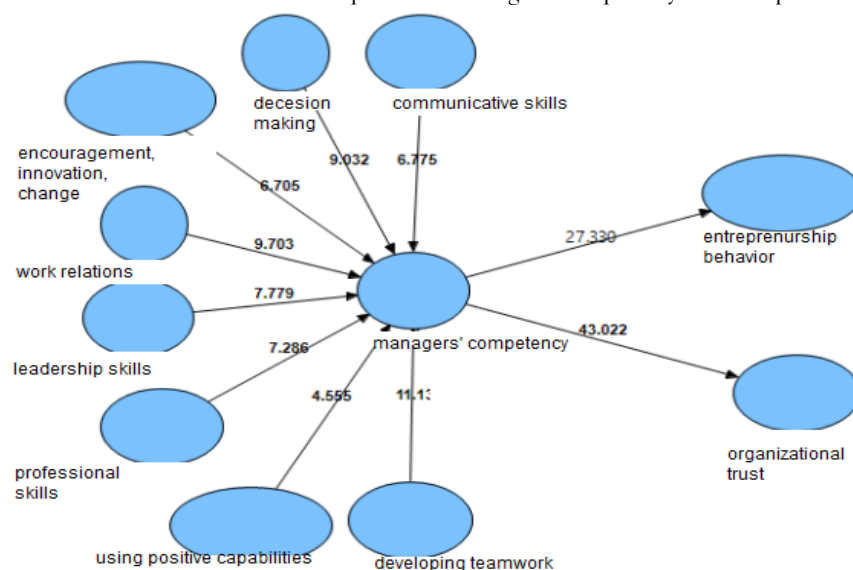 decesion
making
communicative skills
encouragement,
innovation,
change
9.032
6.775
6.705
work relations
9.703
27.330
entreprenurship
behavior
leadership skills
7.779
managers' competency
43.022
7.286
4.555
11.13
organizational
trust
professional
skills
using positive capabilities
developing teamwork